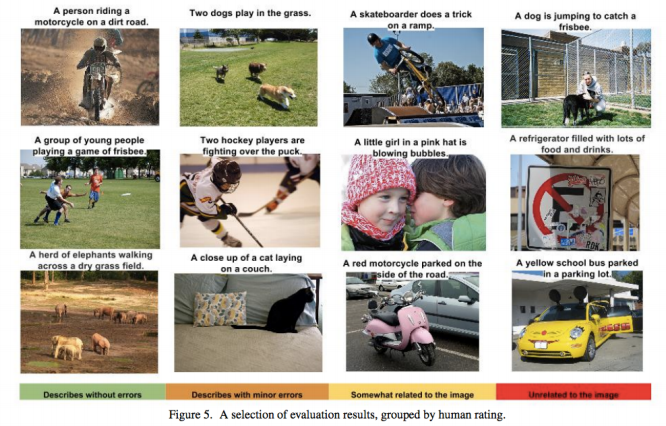 A person riding a
motorcycle on a dirt road.
Two dogs play in the grass.
A skateboarder does a trick
on a ramp.
A dog is jumping to catch a
frisbee.
A group of young people
playing a game of frisbee.
Two hockey players are
fighting over the puck.
A little girl in a pink hat is
blowing bubbles.
A refrigerator filled with lots of
food and drinks.
A herd of elephants walking
across a dry grass field.
A close up of a cat laying
on a couch.
A red motorcycle parked on the
side of the road.
A yellow school bus parked
in a parking lot.
Describes without errors
Describes with minor errors
Somewhat related to the image
Unrelated to the image
Figure 5. A selection of evaluation results, grouped by human rating.